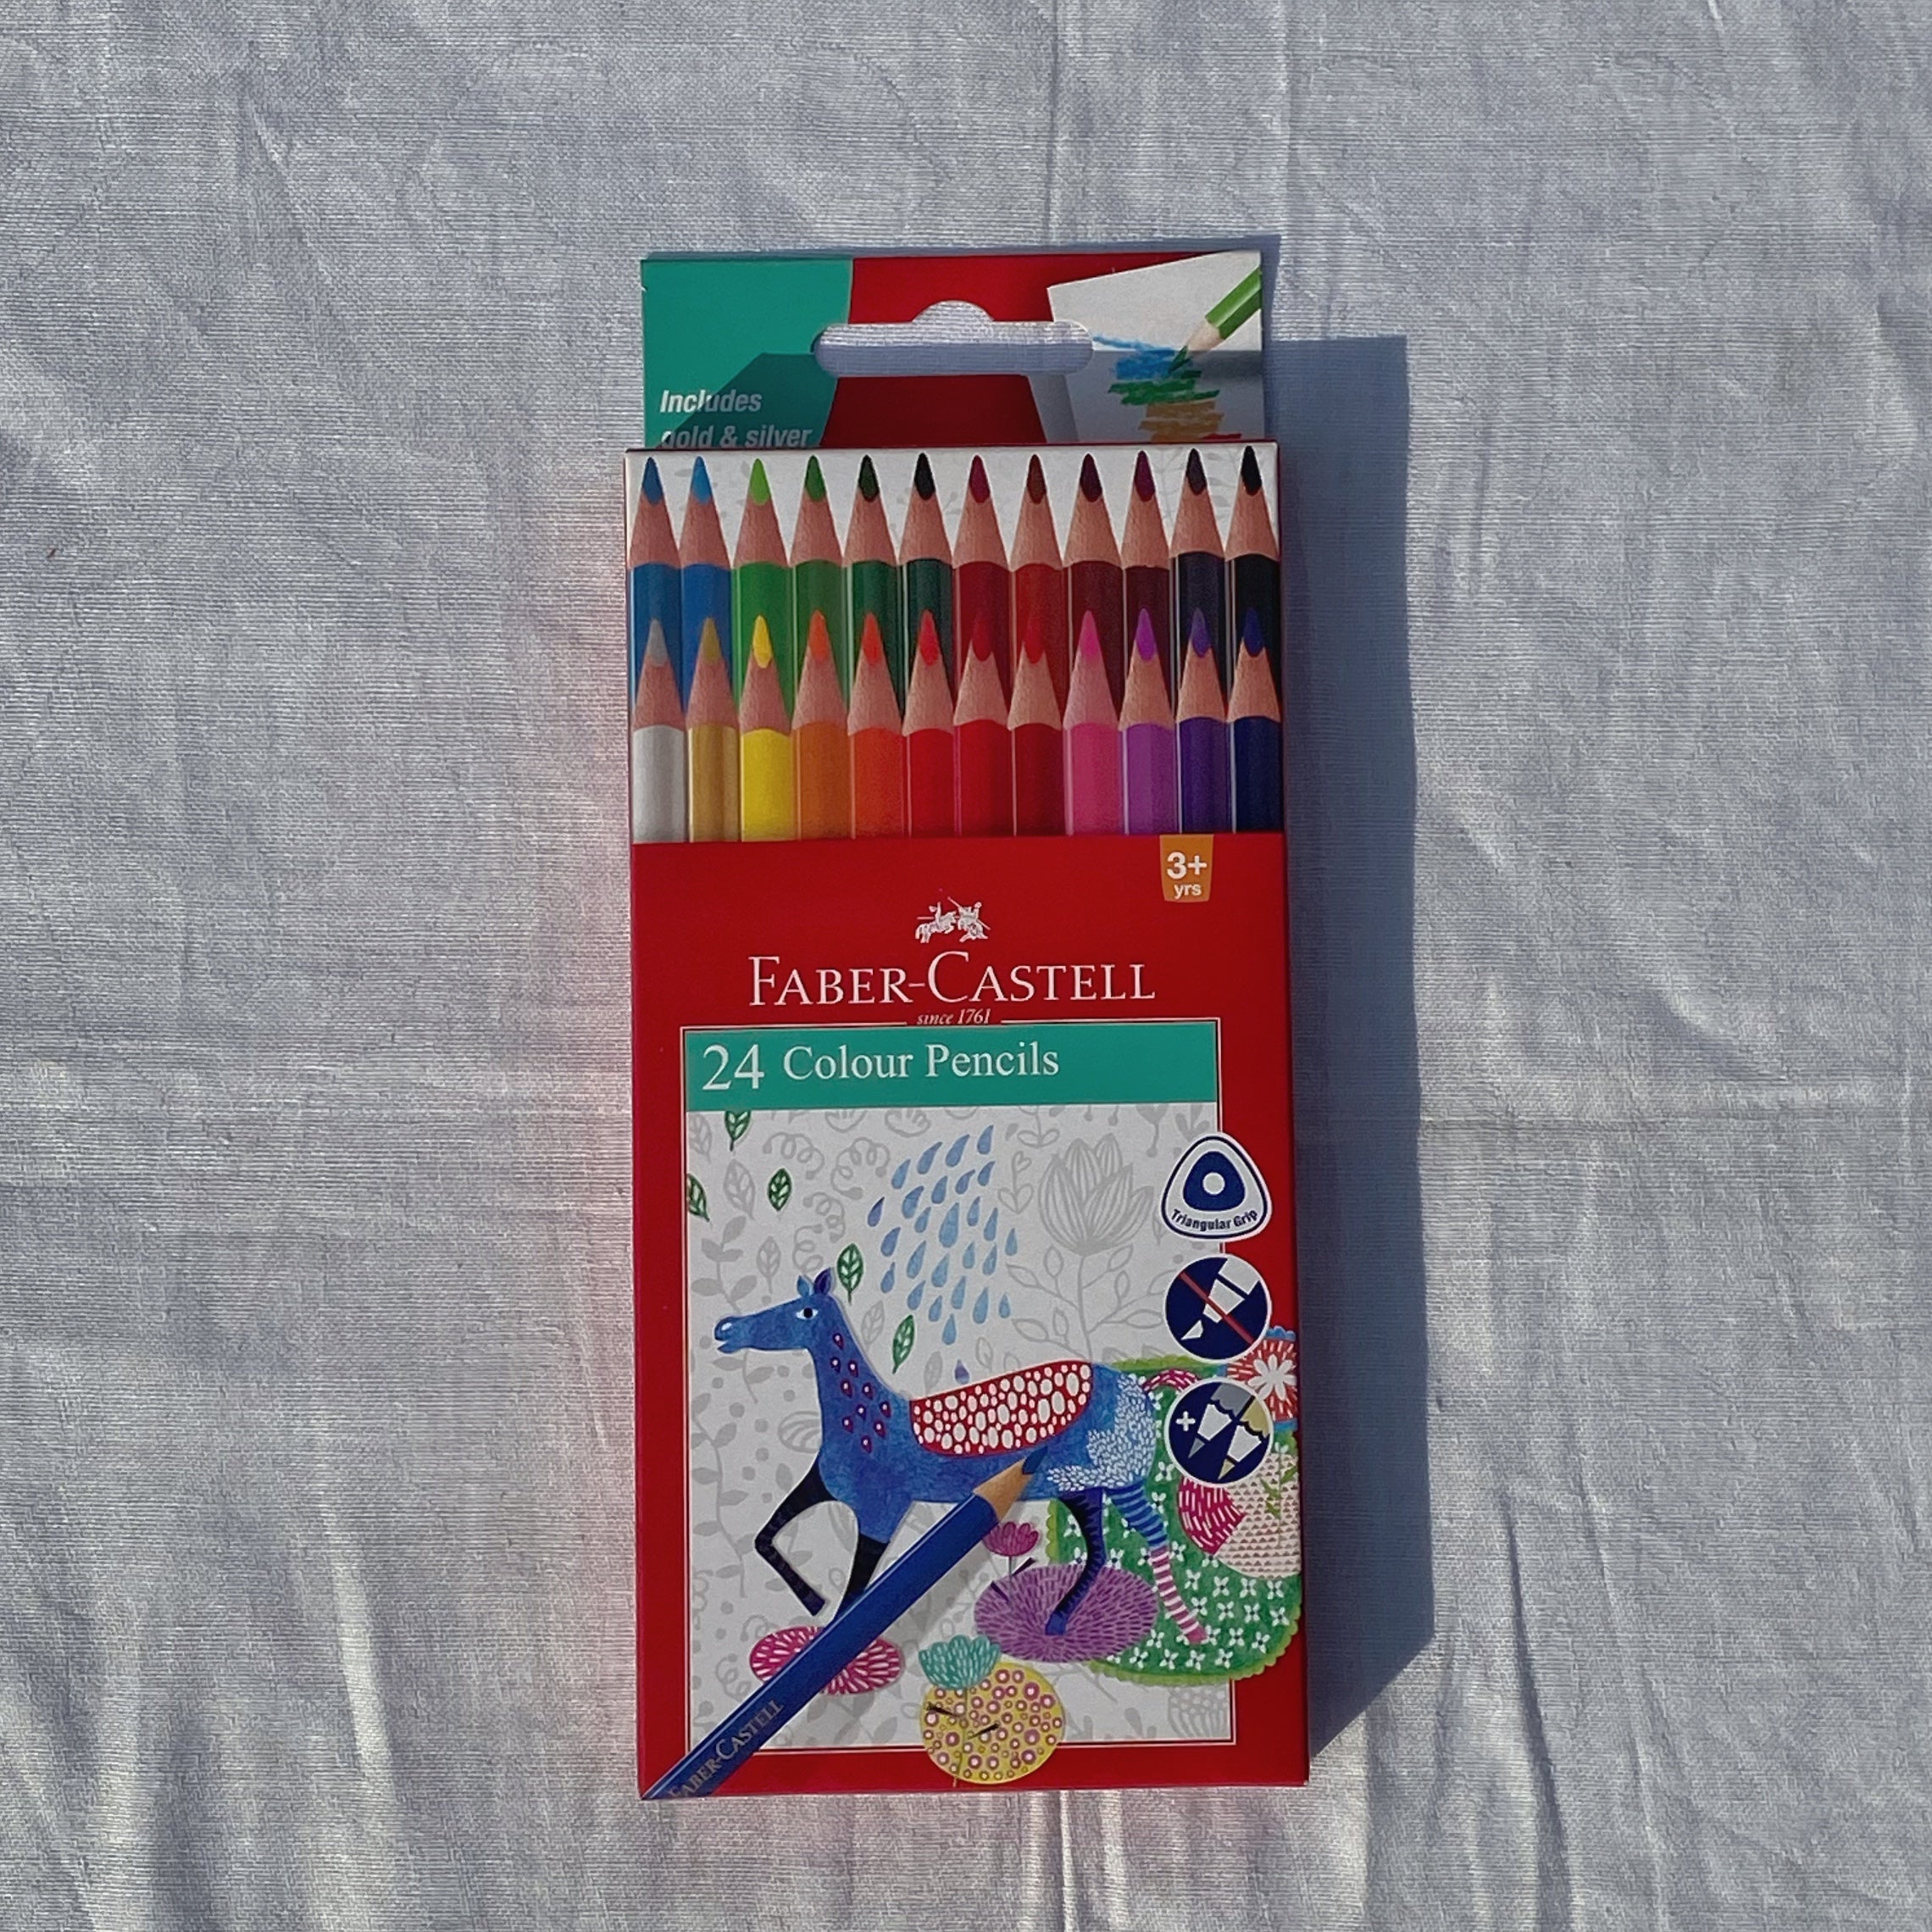 Includes
gold & silver
3+
yrs
FABER-CASTELL
since 1761
24 Colour Pencils
Triangular Grip
FABER-CASTELL